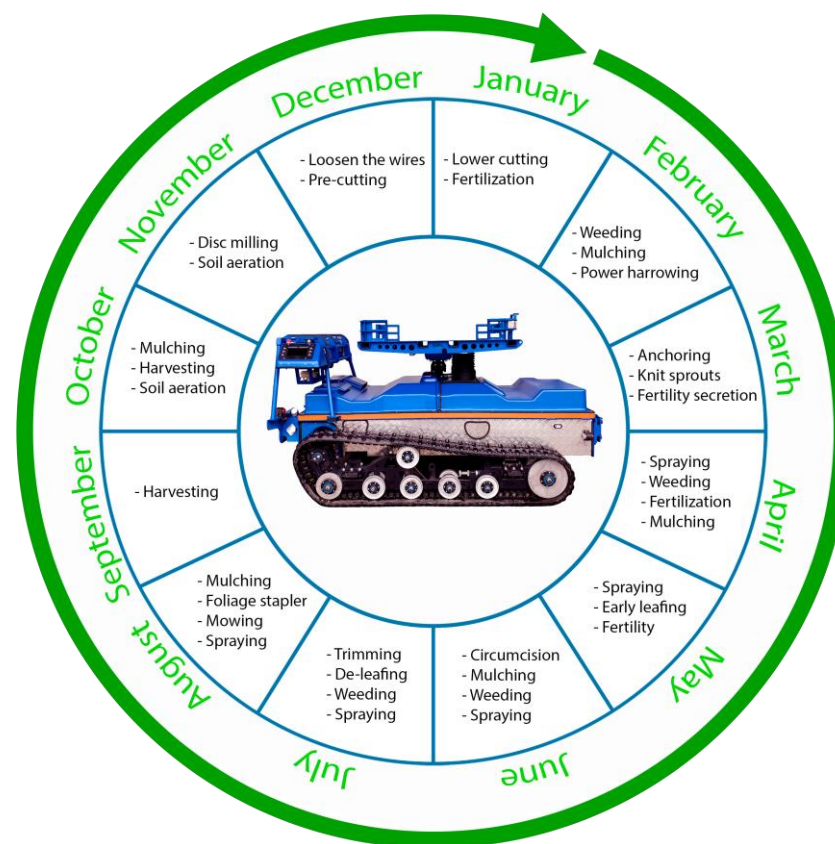 January
- Lower cutting
- Fertilization
February
- Weeding
- Mulching
- Power harrowing
March
- Anchoring
- Knit sprouts
- Fertility secretion
April
- Spraying
- Weeding
- Fertilization
- Mulching
May
- Spraying
- Early leafing
- Fertility
June
- Circumcision
- Mulching
- Weeding
- Spraying
July
- Trimming
- De-leafing
- Weeding
- Spraying
August
- Mulching
- Foliage stapler
- Mowing
- Spraying
September
- Harvesting
October
- Mulching
- Harvesting
- Soil aeration
November
- Disc milling
- Soil aeration
December
- Loosen the wires
- Pre-cutting